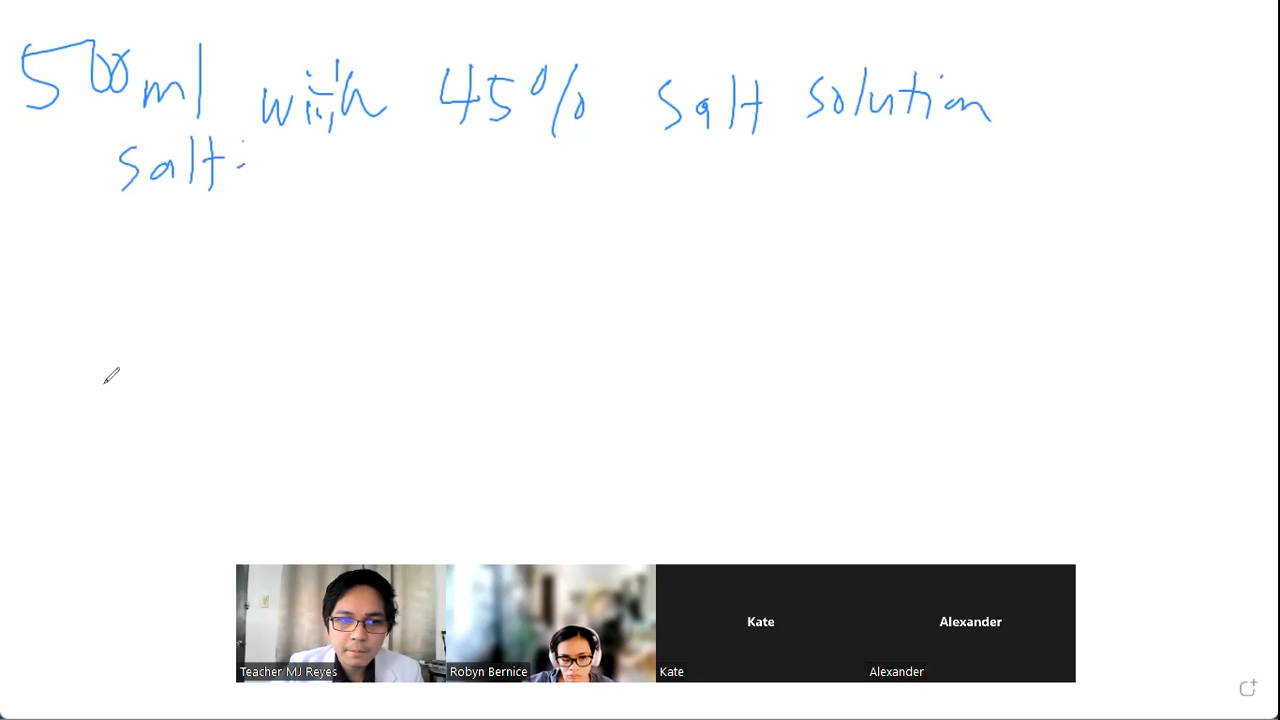 500ml with 45% salt solution
salt:
Kate
Alexander
Teacher MJ Reyes
Robyn Bernice
Kate
Alexander